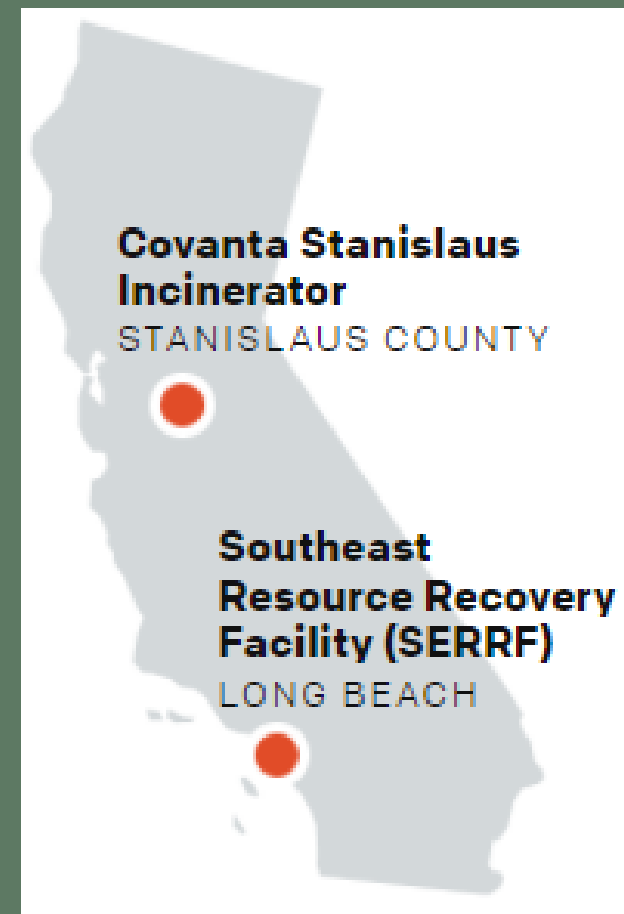 Covanta Stanislaus
Incinerator
STANISLAUS COUNTY
Southeast
Resource Recovery
Facility (SERRF)
LONG BEACH